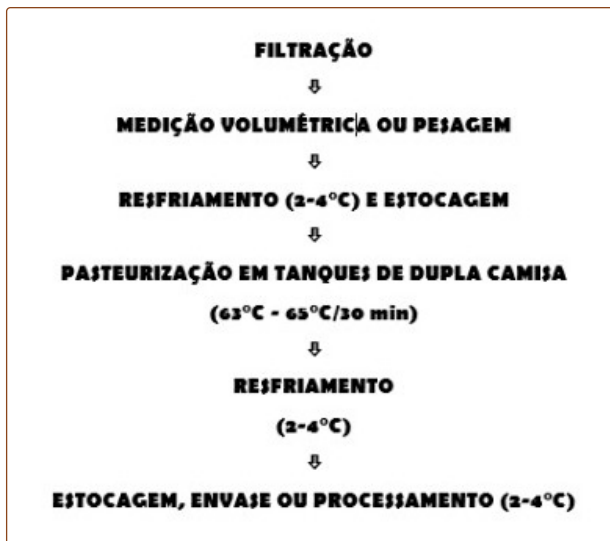 FILTRAÇÃO
⇩
MEDIÇÃO VOLUMÉTRICA OU PESAGEM
⇩
RESFRIAMENTO (2-4°C) E ESTOCAGEM
⇩
PASTEURIZAÇÃO EM TANQUES DE DUPLA CAMISA
(63°C - 65°C/30 min)
⇩
RESFRIAMENTO
(2-4°C)
⇩
ESTOCAGEM, ENVASE OU PROCESSAMENTO (2-4°C)